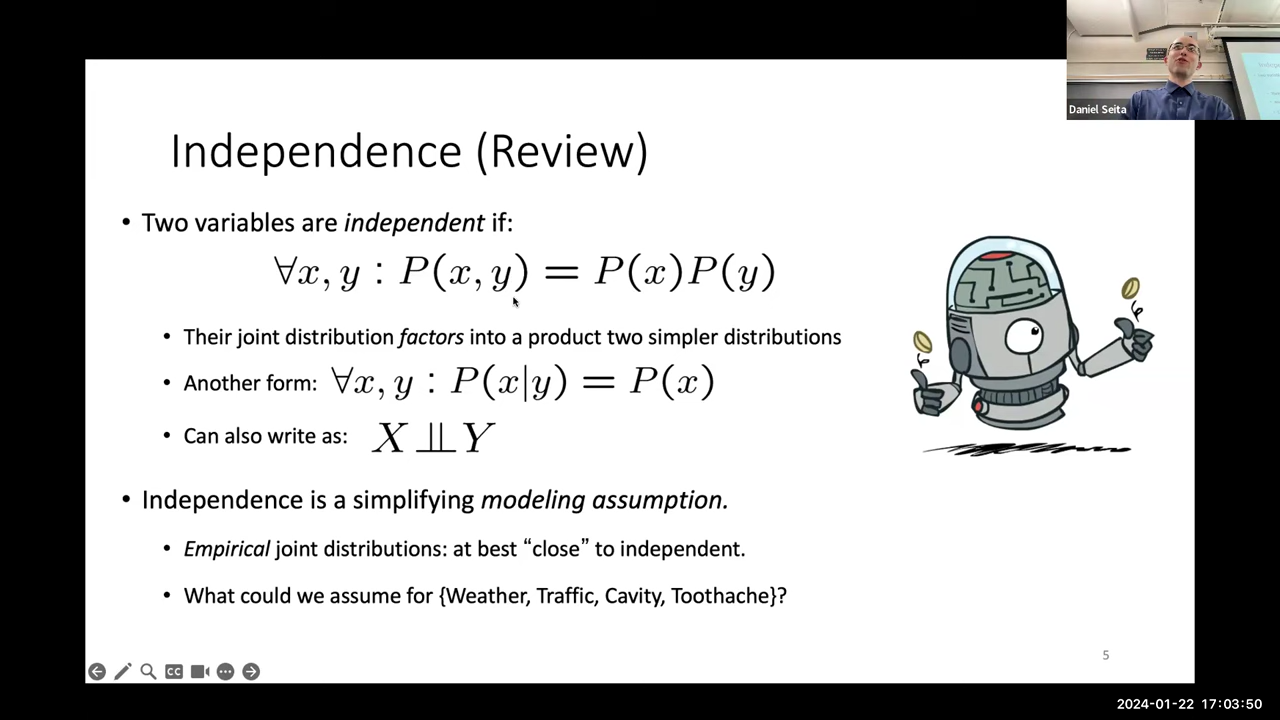 Daniel Seita
Independence (Review)
• Two variables are independent if:
∀x, y : P(x, y) = P(x)P(y)
• Their joint distribution factors into a product two simpler distributions
• Another form: ∀x, y : P(x|y) = P(x)
• Can also write as: X ⫫ Y
• Independence is a simplifying modeling assumption.
• Empirical joint distributions: at best “close” to independent.
• What could we assume for {Weather, Traffic, Cavity, Toothache}?
5
CC
2024-01-22 17:03:50